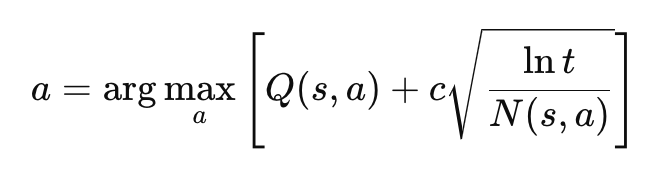 a = arg max_a [Q(s, a) + c√(ln t / N(s, a))]